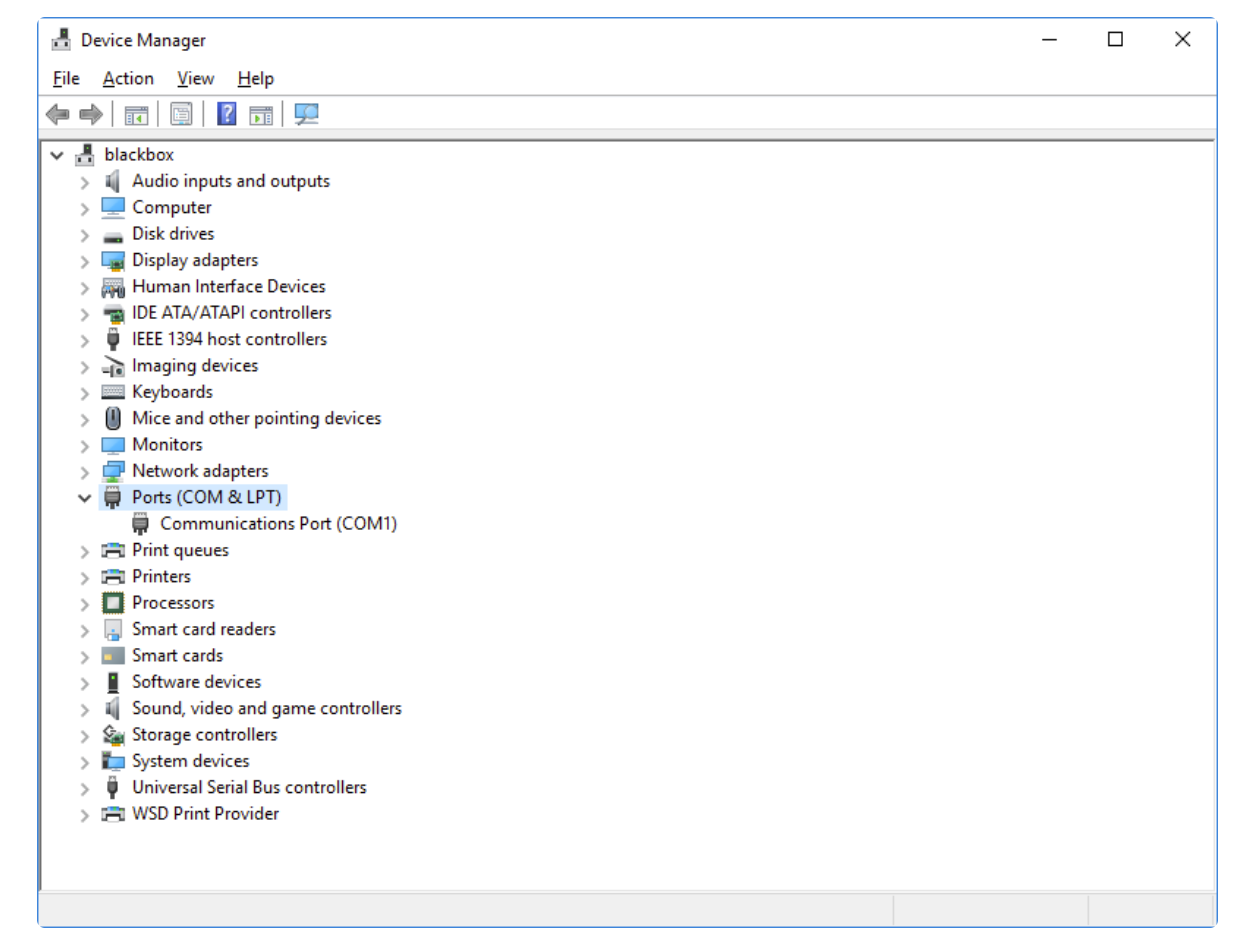 Device Manager
File Action View Help
blackbox
Audio inputs and outputs
Computer
Disk drives
Display adapters
Human Interface Devices
IDE ATA/ATAPI controllers
IEEE 1394 host controllers
Imaging devices
Keyboards
Mice and other pointing devices
Monitors
Network adapters
Ports (COM & LPT)
Communications Port (COM1)
Print queues
Printers
Processors
Smart card readers
Smart cards
Software devices
Sound, video and game controllers
Storage controllers
System devices
Universal Serial Bus controllers
WSD Print Provider